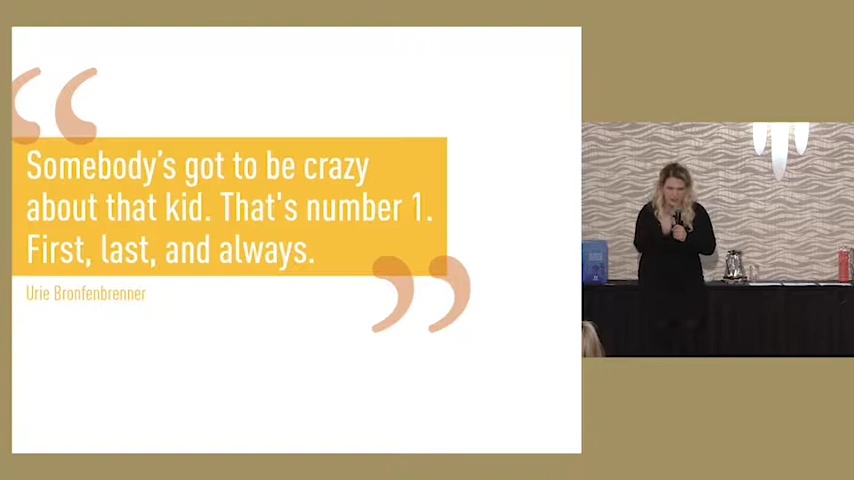 Somebody’s got to be crazy
about that kid. That's number 1.
First, last, and always.
Urie Bronfenbrenner